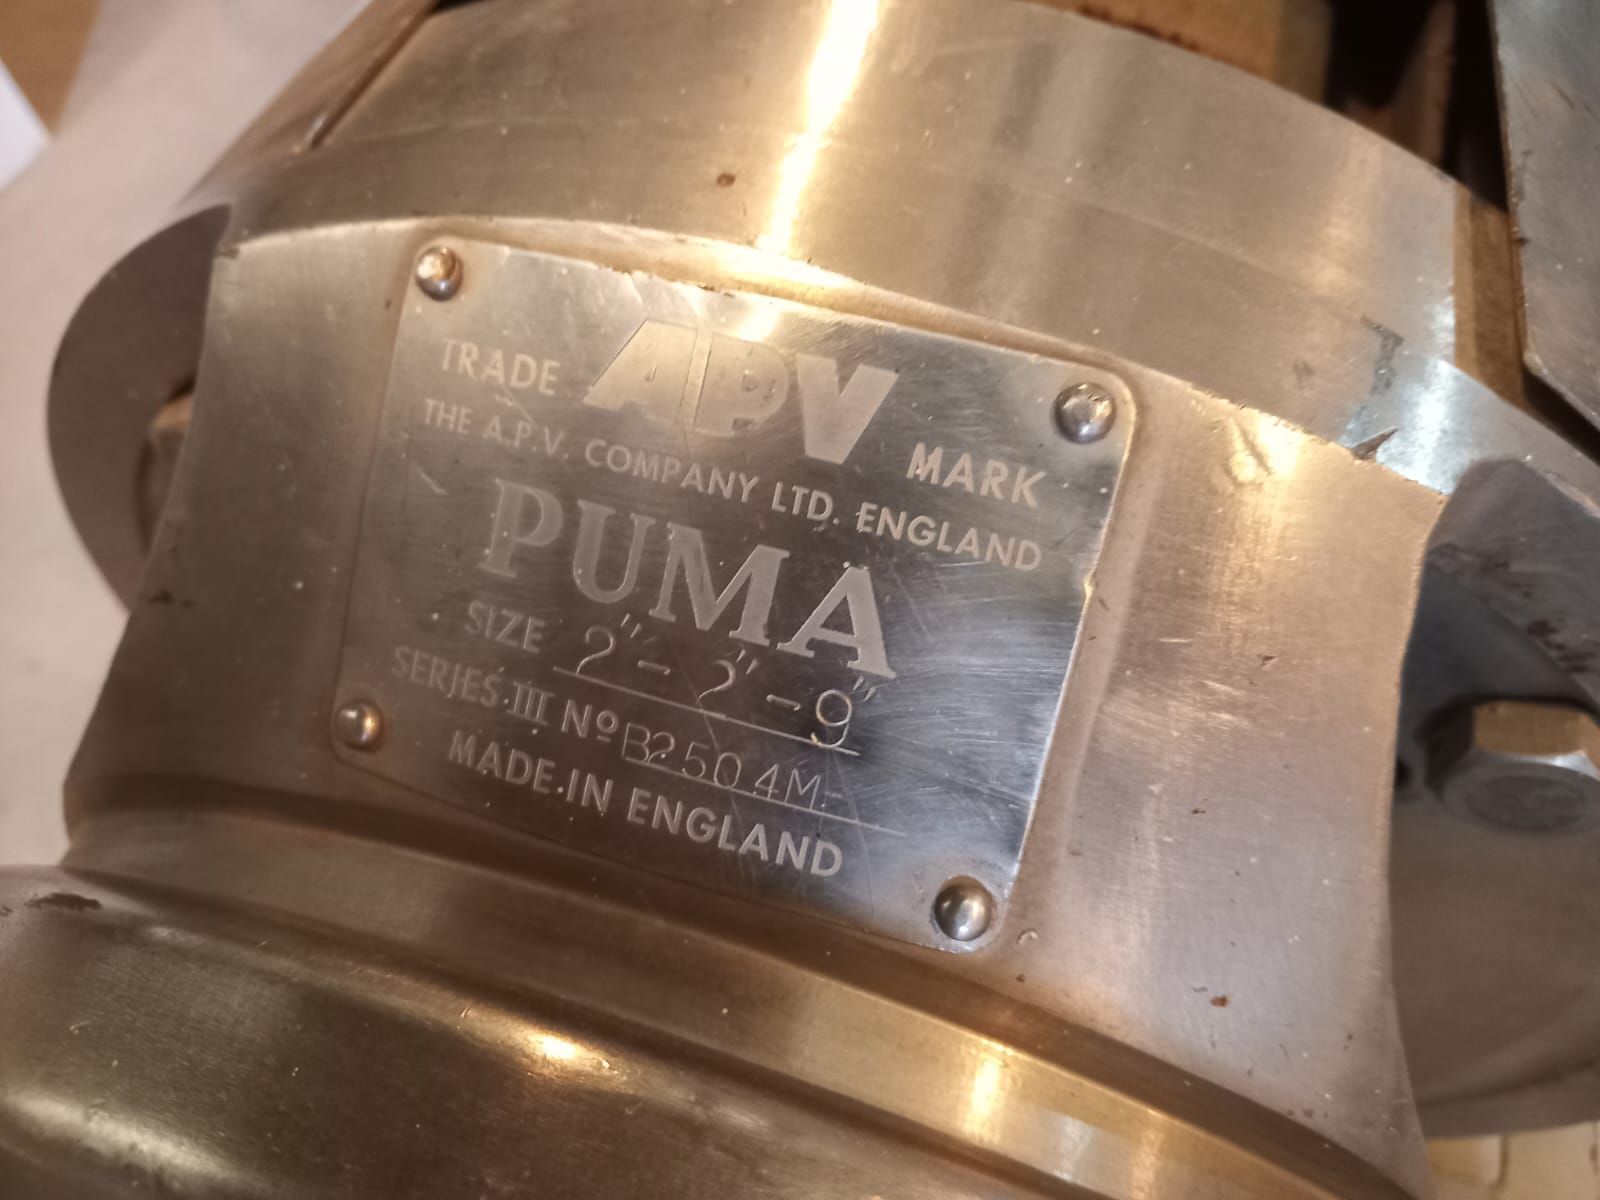 TRADE APV MARK
THE A.P.V. COMPANY LTD. ENGLAND
PUMA
SIZE 2"-2"-9"
SERIES.III Nº B2504M.
MADE.IN ENGLAND